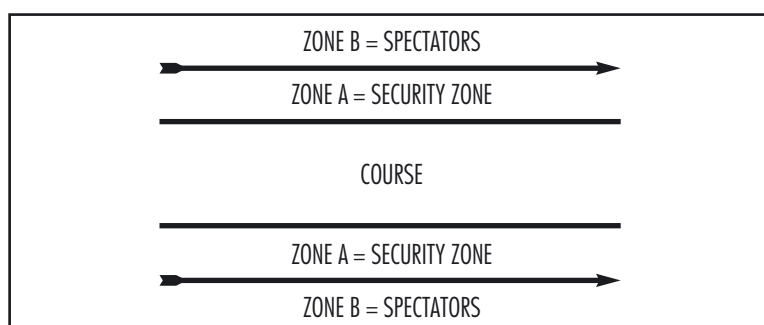 ZONE B = SPECTATORS
ZONE A = SECURITY ZONE
COURSE
ZONE A = SECURITY ZONE
ZONE B = SPECTATORS